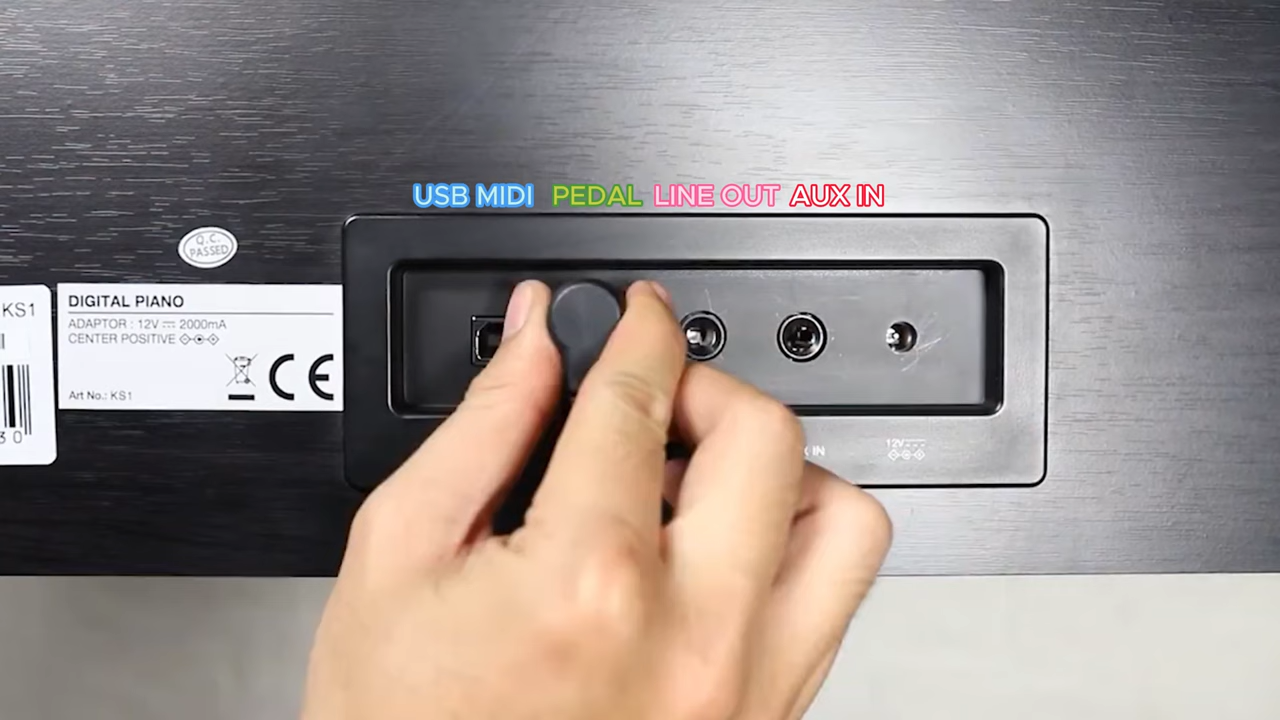 USB MIDI PEDAL LINE OUT AUX IN
Q.C.
PASSED
KS1
DIGITAL PIANO
ADAPTOR : 12V 2000mA
CENTER POSITIVE
CE
Art No.: KS1
30
IN
12V